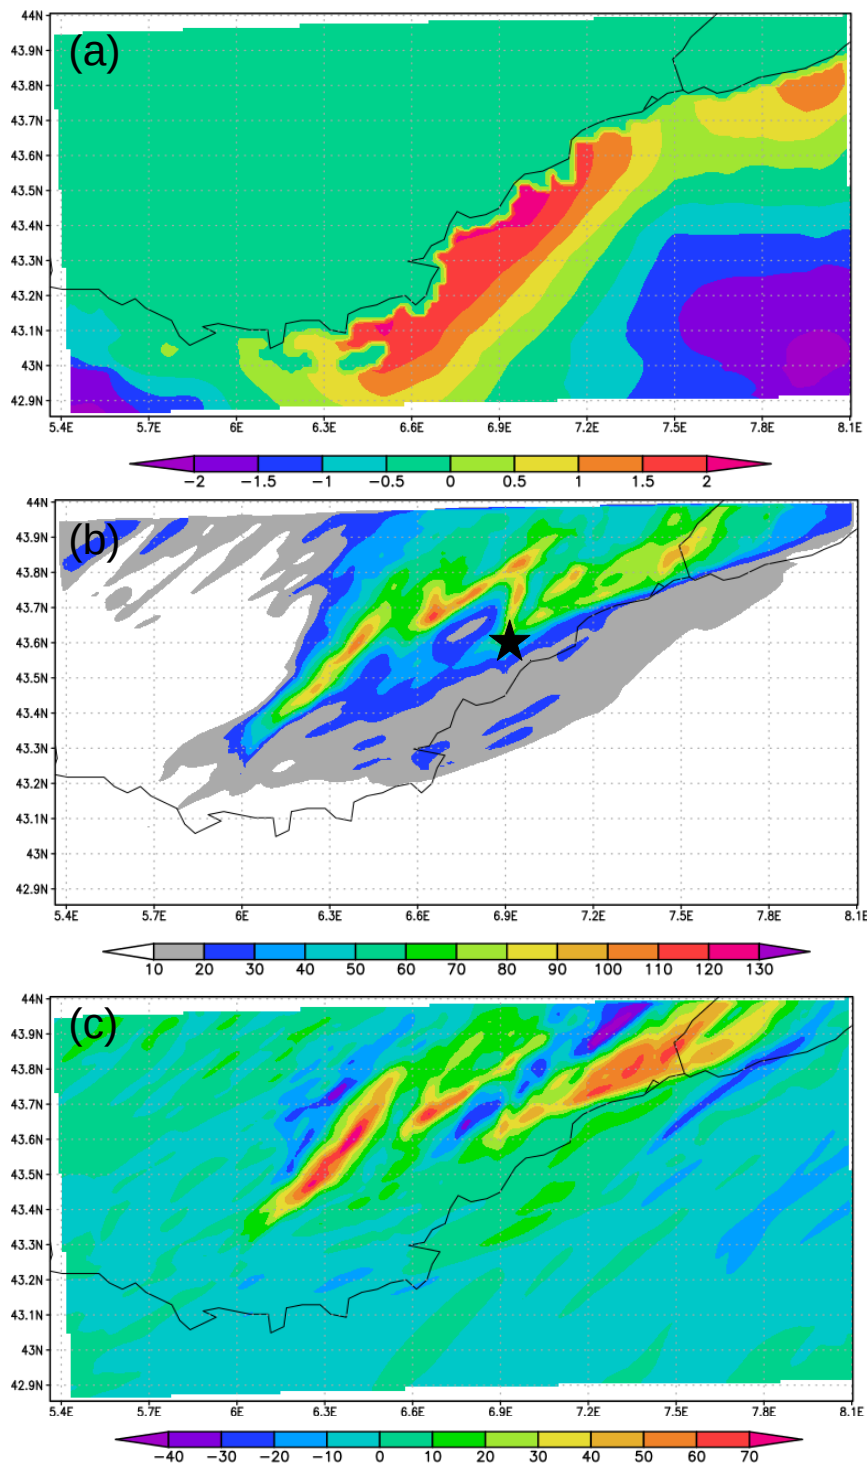 (a)
44N
43.9N
43.8N
43.7N
43.6N
43.5N
43.4N
43.3N
43.2N
43.1N
43N
42.9N
5.4E 5.7E 6E 6.3E 6.6E 6.9E 7.2E 7.5E 7.8E 8.1E
−2 −1.5 −1 −0.5 0 0.5 1 1.5 2
(b)
44N
43.9N
43.8N
43.7N
43.6N
43.5N
43.4N
43.3N
43.2N
43.1N
43N
42.9N
5.4E 5.7E 6E 6.3E 6.6E 6.9E 7.2E 7.5E 7.8E 8.1E
10 20 30 40 50 60 70 80 90 100 110 120 130
(c)
44N
43.9N
43.8N
43.7N
43.6N
43.5N
43.4N
43.3N
43.2N
43.1N
43N
42.9N
5.4E 5.7E 6E 6.3E 6.6E 6.9E 7.2E 7.5E 7.8E 8.1E
−40 −30 −20 −10 0 10 20 30 40 50 60 70